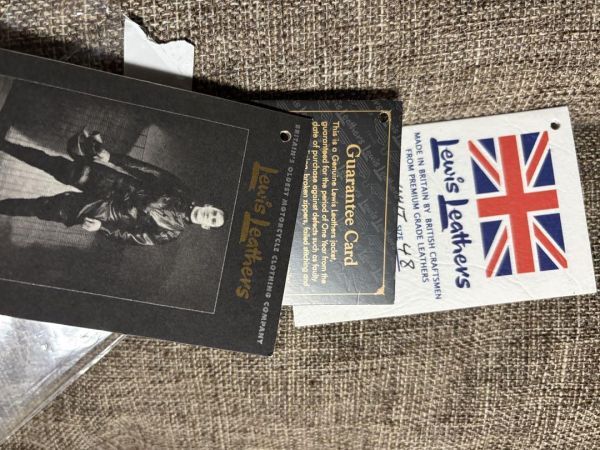 Lewis Leathers
BRITAIN'S OLDEST MOTORCYCLE CLOTHING COMPANY
Guarantee Card
This is a Genuine Lewis Leathers jacket,
guaranteed for the period of One Year from the
date of purchase against defects such as faulty
broken zippers, failed stitching and
Lewis Leathers
MADE IN BRITAIN BY BRITISH CRAFTSMEN
FROM PREMIUM GRADE LEATHERS
SIZE 48